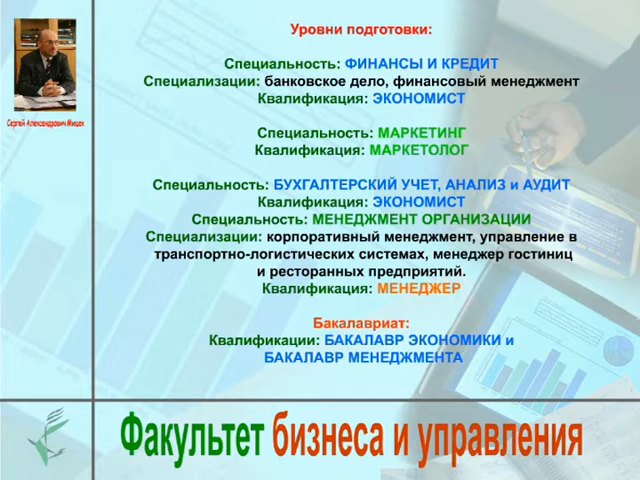 Сергей Александрович Мицек
Уровни подготовки:
Специальность: ФИНАНСЫ И КРЕДИТ
Специализации: банковское дело, финансовый менеджмент
Квалификация: ЭКОНОМИСТ
Специальность: МАРКЕТИНГ
Квалификация: МАРКЕТОЛОГ
Специальность: БУХГАЛТЕРСКИЙ УЧЕТ, АНАЛИЗ и АУДИТ
Квалификация: ЭКОНОМИСТ
Специальность: МЕНЕДЖМЕНТ ОРГАНИЗАЦИИ
Специализации: корпоративный менеджмент, управление в
транспортно-логистических системах, менеджер гостиниц
и ресторанных предприятий.
Квалификация: МЕНЕДЖЕР
Бакалавриат:
Квалификации: БАКАЛАВР ЭКОНОМИКИ и
БАКАЛАВР МЕНЕДЖМЕНТА
Факультет бизнеса и управления